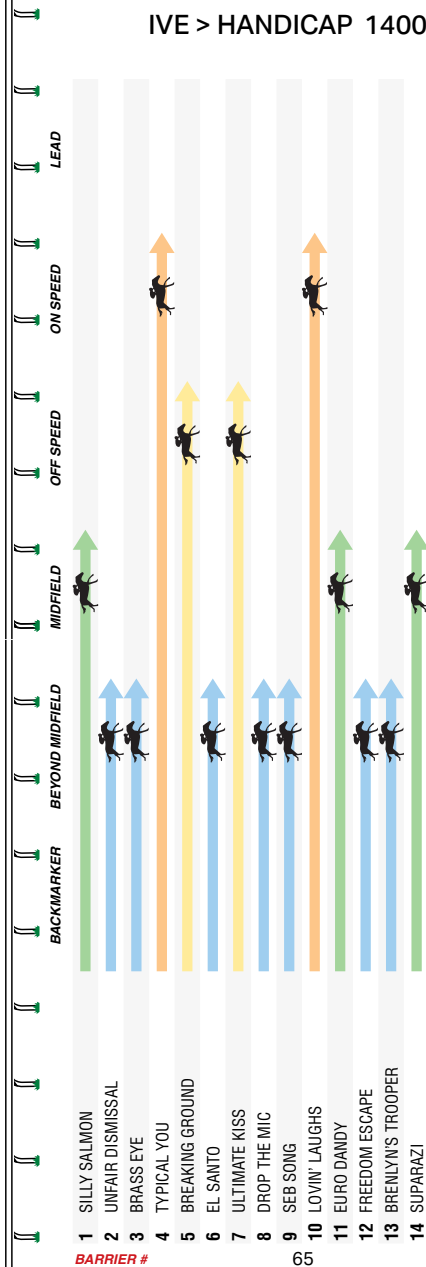 IVE > HANDICAP 1400
LEAD
ON SPEED
OFF SPEED
MIDFIELD
BEYOND MIDFIELD
BACKMARKER
1 SILLY SALMON
2 UNFAIR DISMISSAL
3 BRASS EYE
4 TYPICAL YOU
5 BREAKING GROUND
6 EL SANTO
7 ULTIMATE KISS
8 DROP THE MIC
9 SEB SONG
10 LOVIN' LAUGHS
11 EURO DANDY
12 FREEDOM ESCAPE
13 BRENLYN'S TROOPER
14 SUPARAZI
BARRIER #
65